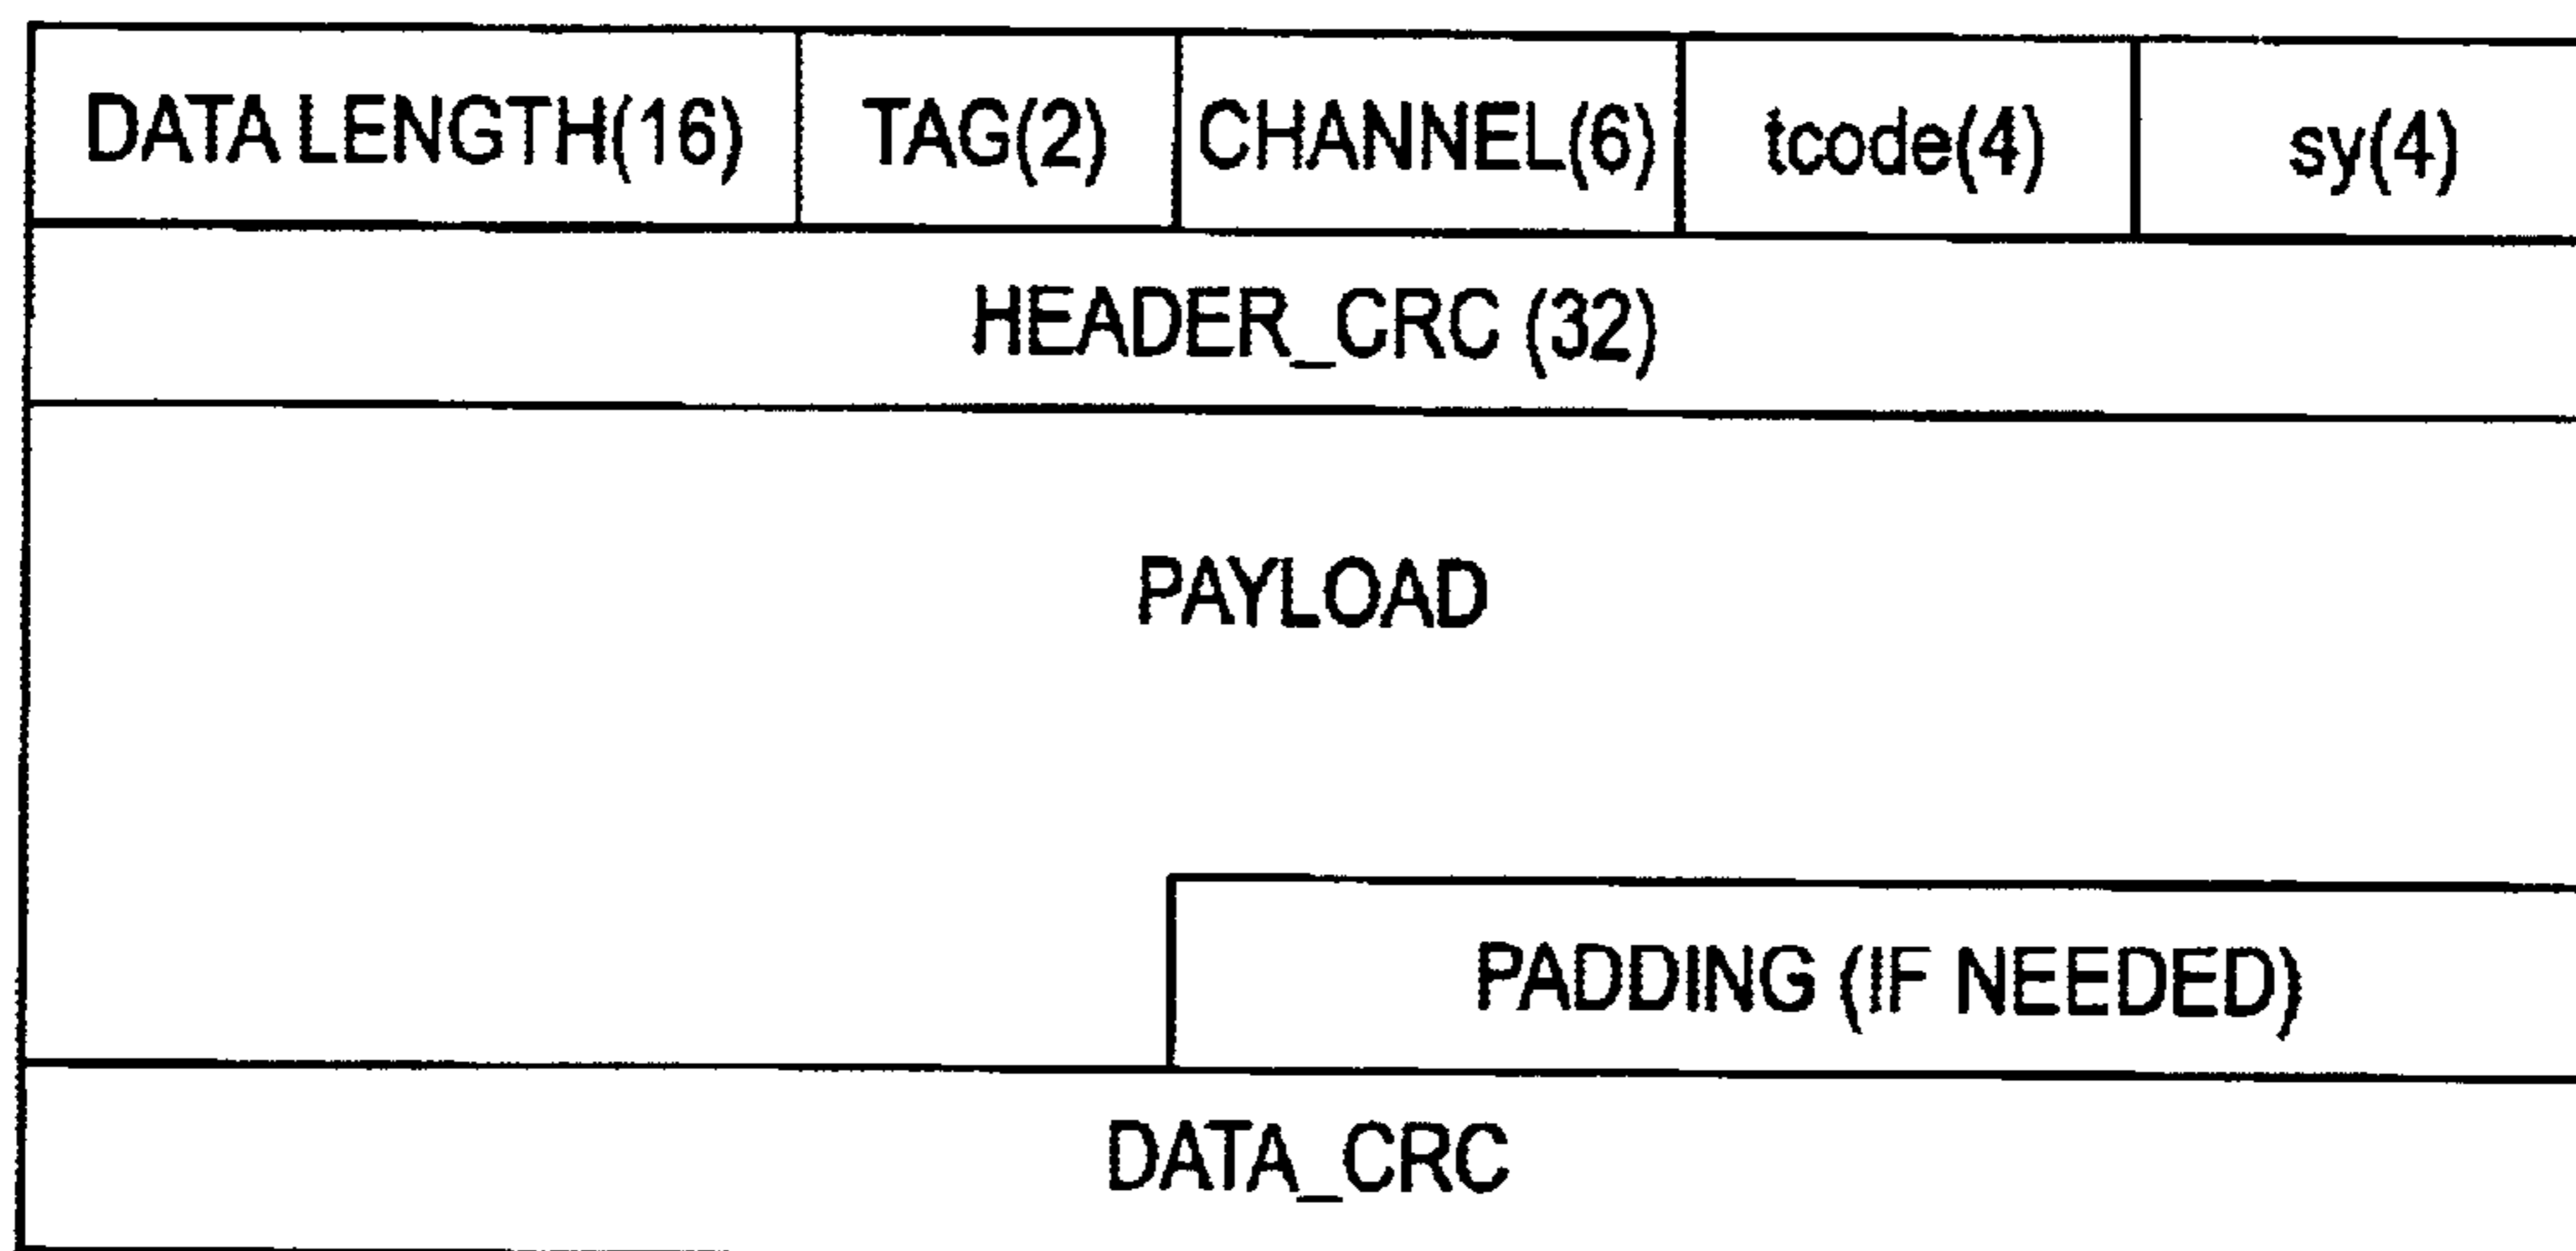 DATA LENGTH(16) TAG(2) CHANNEL(6) tcode(4) sy(4)
HEADER_CRC (32)
PAYLOAD
PADDING (IF NEEDED)
DATA_CRC